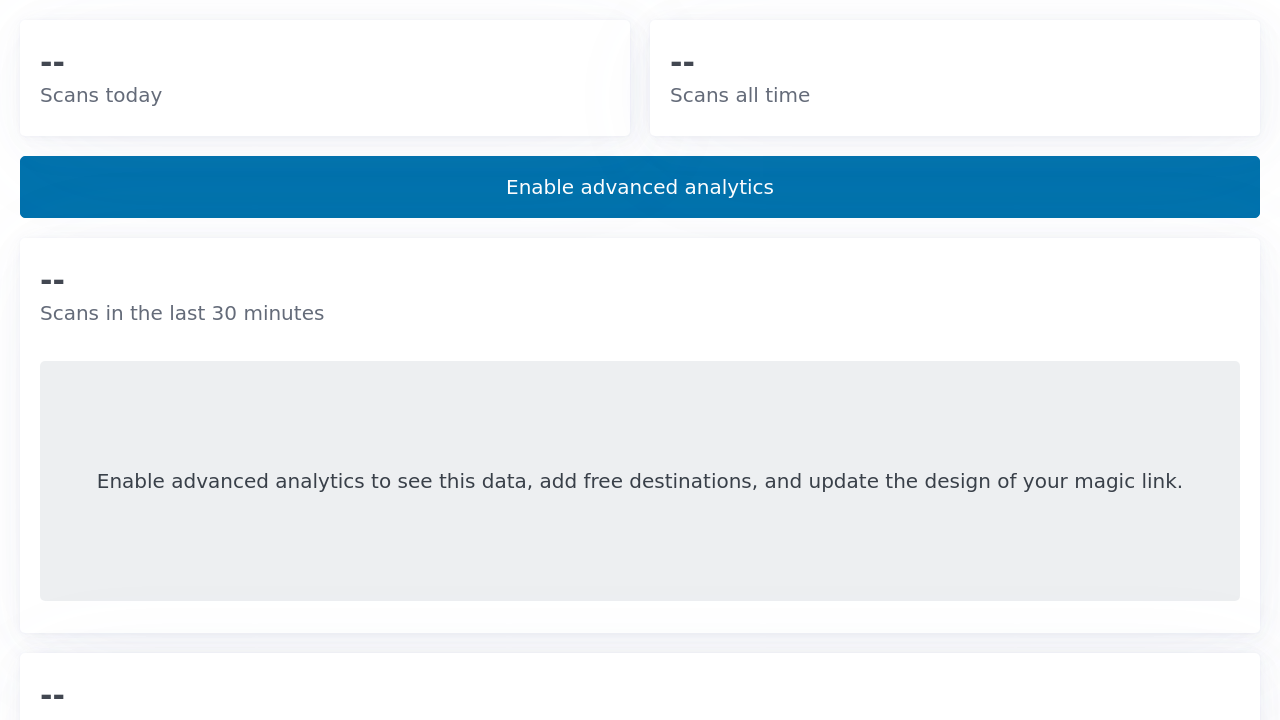 --
Scans today
--
Scans all time
Enable advanced analytics
--
Scans in the last 30 minutes
Enable advanced analytics to see this data, add free destinations, and update the design of your magic link.
--